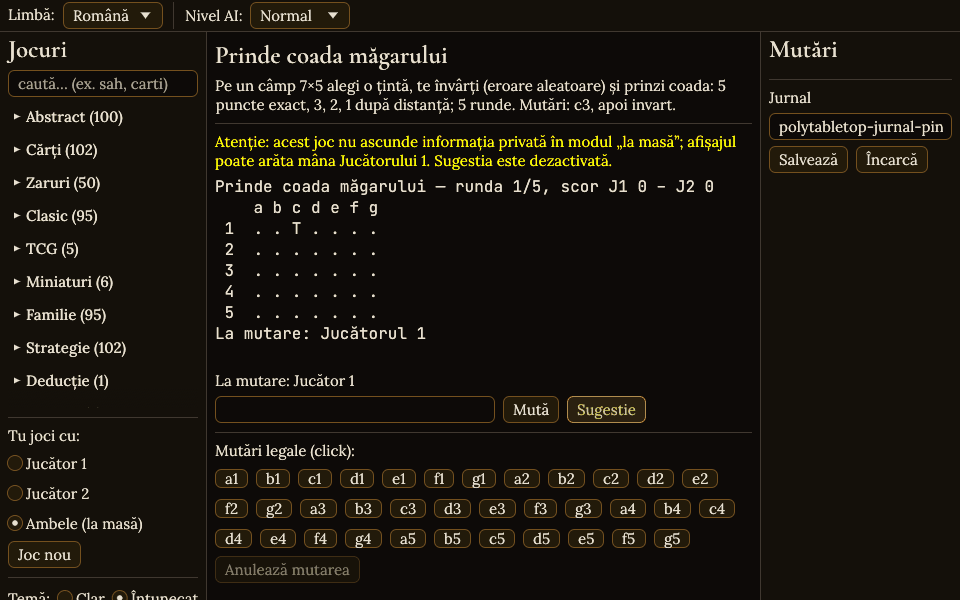 Limbă: Română ▼ Nivel AI: Normal ▼
Jocuri
caută... (ex. sah, carti)
▸ Abstract (100)
▸ Cărți (102)
▸ Zaruri (50)
▸ Clasic (95)
▸ TCG (5)
▸ Miniaturi (6)
▸ Familie (95)
▸ Strategie (102)
▸ Deducție (1)
Tu joci cu:
Jucător 1
Jucător 2
Ambele (la masă)
Joc nou
Temă: Clar Întunecat
Prinde coada măgarului
Pe un câmp 7×5 alegi o țintă, te învârți (eroare aleatoare) și prinzi coada: 5
puncte exact, 3, 2, 1 după distanță; 5 runde. Mutări: c3, apoi invart.
Atenție: acest joc nu ascunde informația privată în modul „la masă”; afișajul
poate arăta mâna Jucătorului 1. Sugestia este dezactivată.
Prinde coada măgarului — runda 1/5, scor J1 0 – J2 0
a b c d e f g
1 . . T . . . .
2 . . . . . . .
3 . . . . . . .
4 . . . . . . .
5 . . . . . . .
La mutare: Jucătorul 1
La mutare: Jucător 1
Mută Sugestie
Mutări legale (click):
a1 b1 c1 d1 e1 f1 g1 a2 b2 c2 d2 e2
f2 g2 a3 b3 c3 d3 e3 f3 g3 a4 b4 c4
d4 e4 f4 g4 a5 b5 c5 d5 e5 f5 g5
Anulează mutarea
Mutări
Jurnal
polytabletop-jurnal-pin
Salvează Încarcă